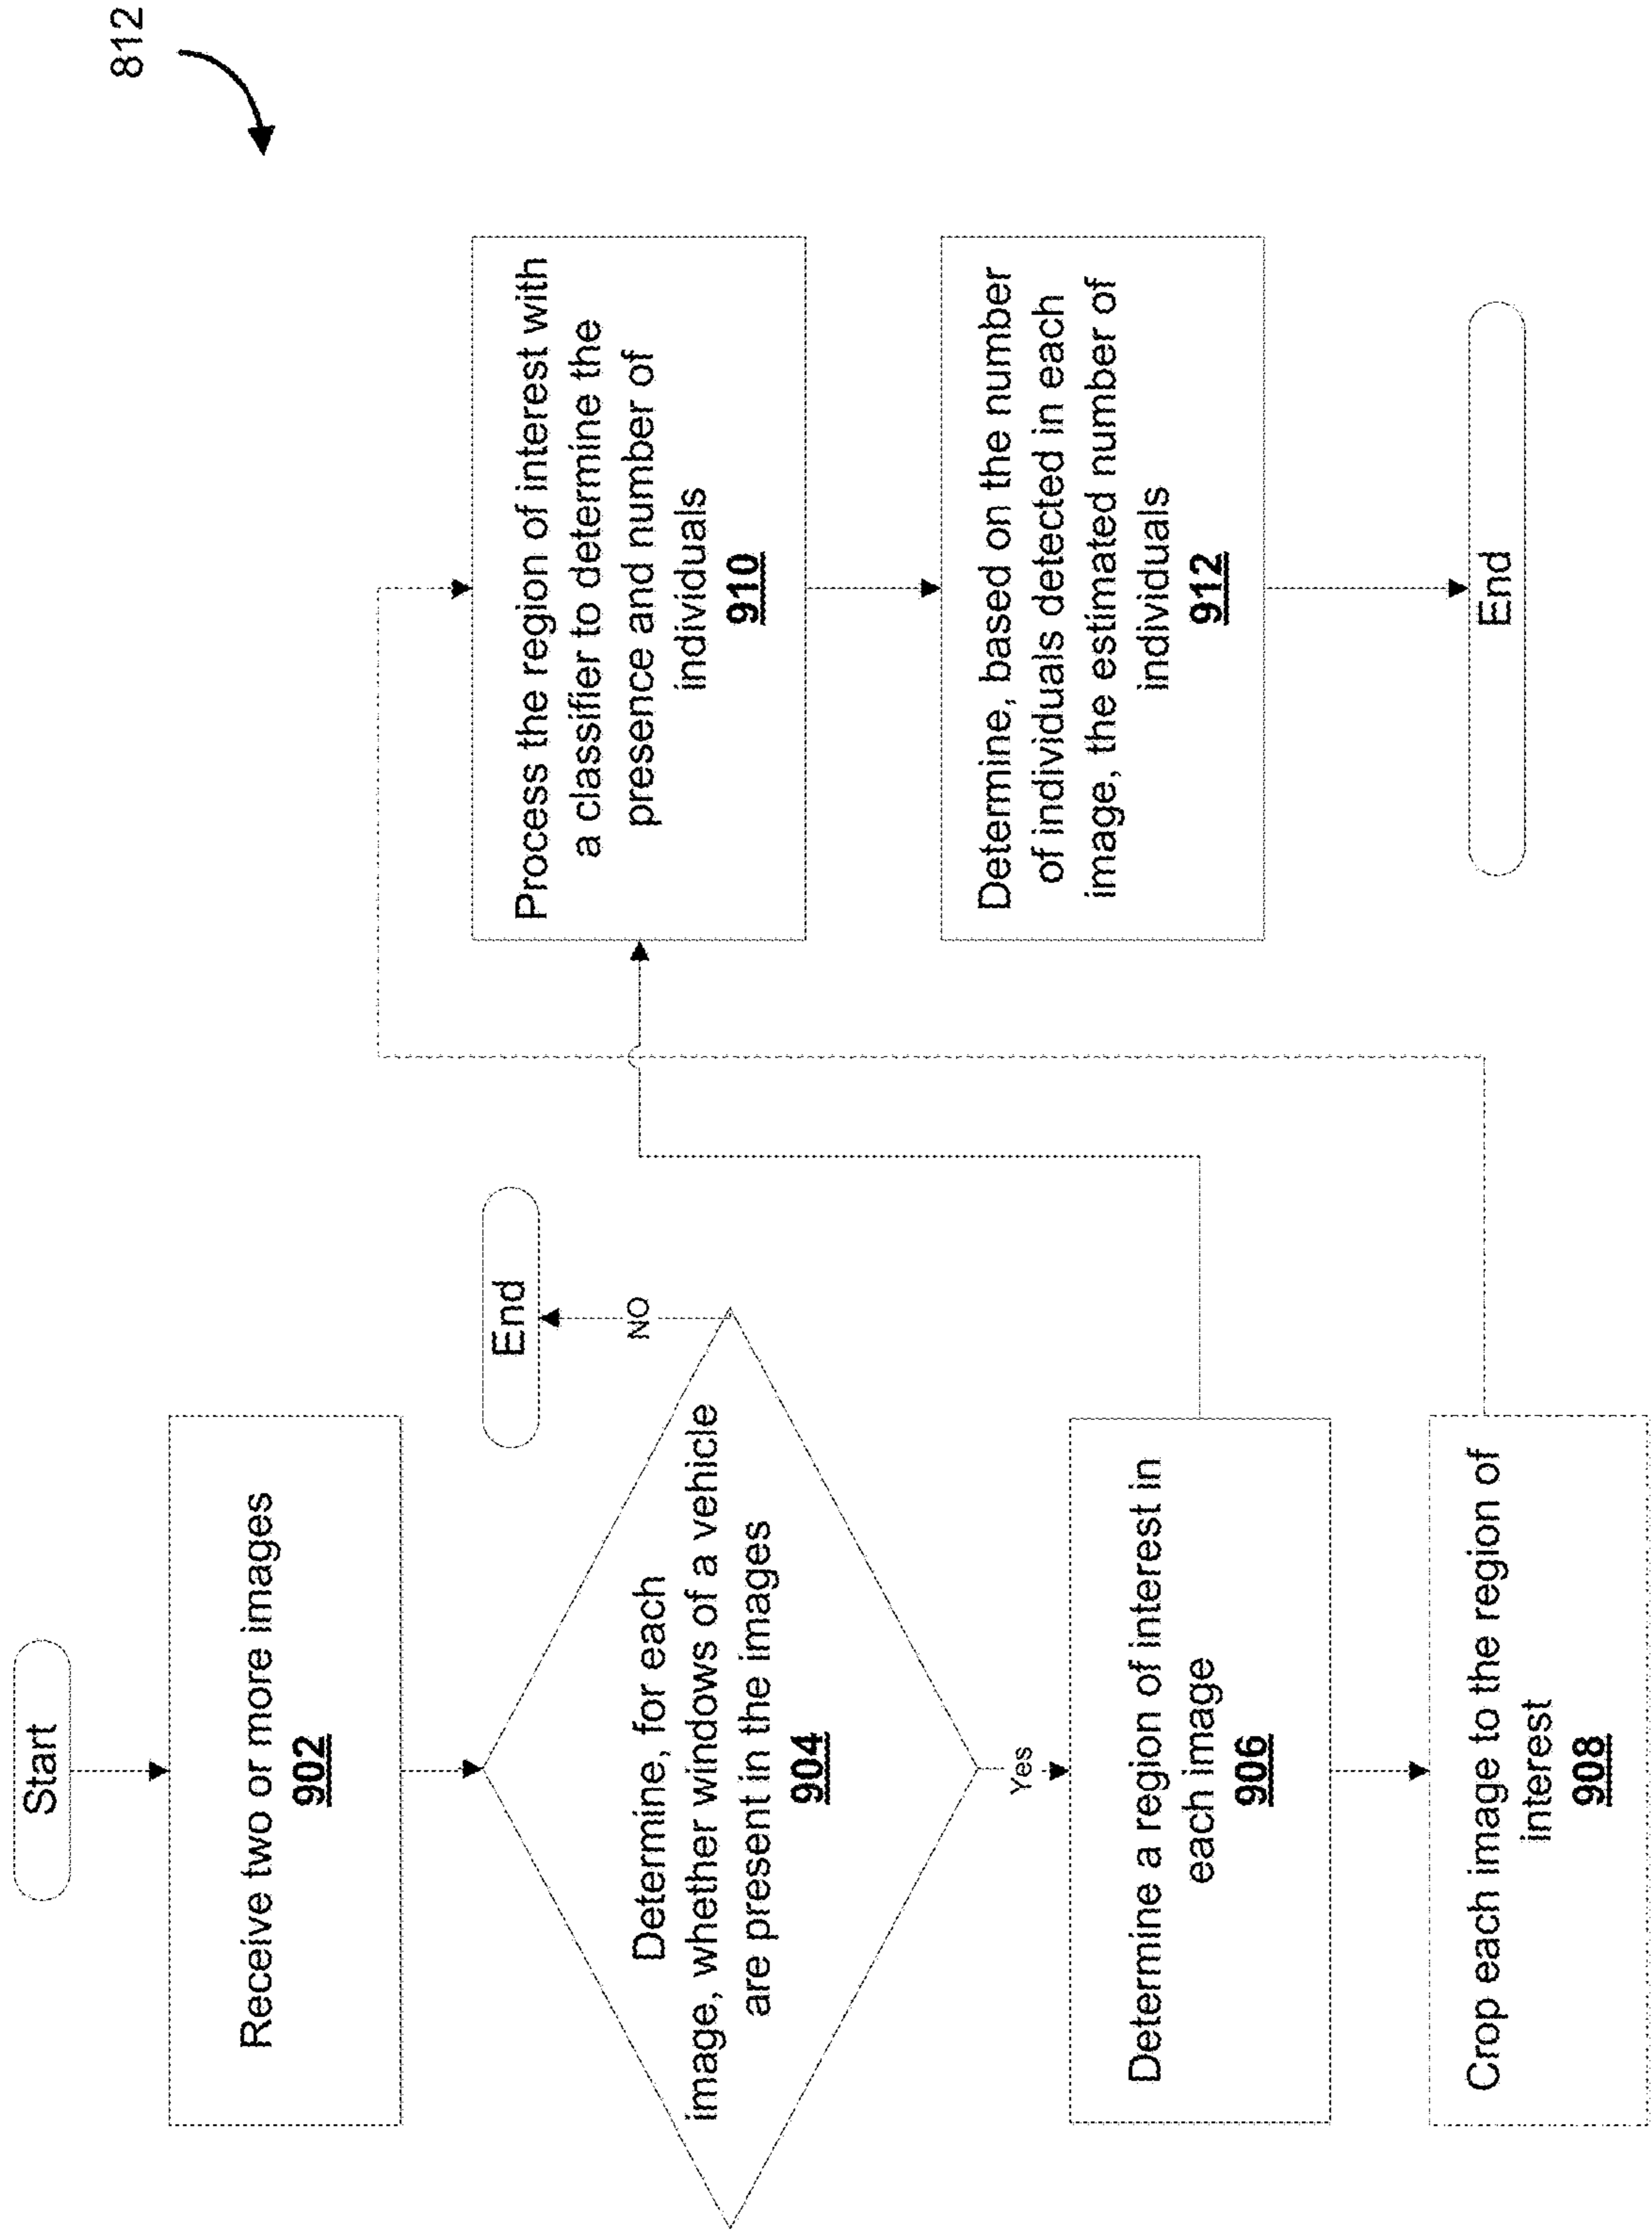 812
Start
Receive two or more images
902
Determine, for each
image, whether windows of a vehicle
are present in the images
904
NO
End
Yes
Determine a region of interest in
each image
906
Crop each image to the region of
interest
908
Process the region of interest with
a classifier to determine the
presence and number of
individuals
910
Determine, based on the number
of individuals detected in each
image, the estimated number of
individuals
912
End